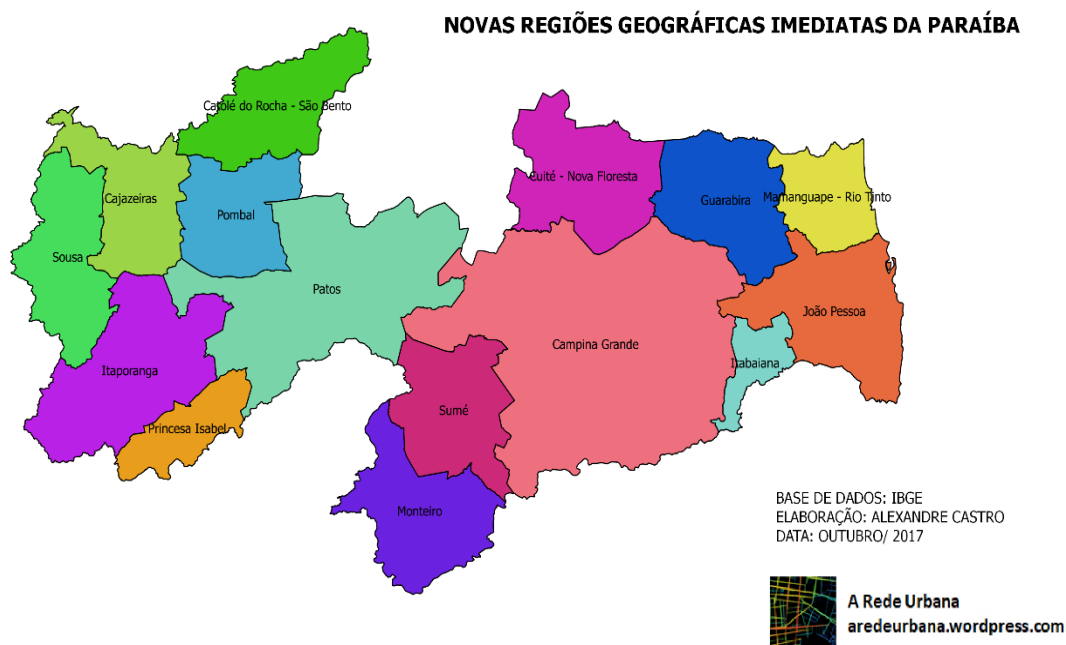 NOVAS REGIÕES GEOGRÁFICAS IMEDIATAS DA PARAÍBA
Catolé do Rocha - São Bento
Cuité - Nova Floresta
Cajazeiras
Pombal
Guarabira
Mamanguape - Rio Tinto
Sousa
Patos
João Pessoa
Campina Grande
Itabaiana
Itaporanga
Sumé
Princesa Isabel
Monteiro
BASE DE DADOS: IBGE
ELABORAÇÃO: ALEXANDRE CASTRO
DATA: OUTUBRO/ 2017
A Rede Urbana
aredeurbana.wordpress.com